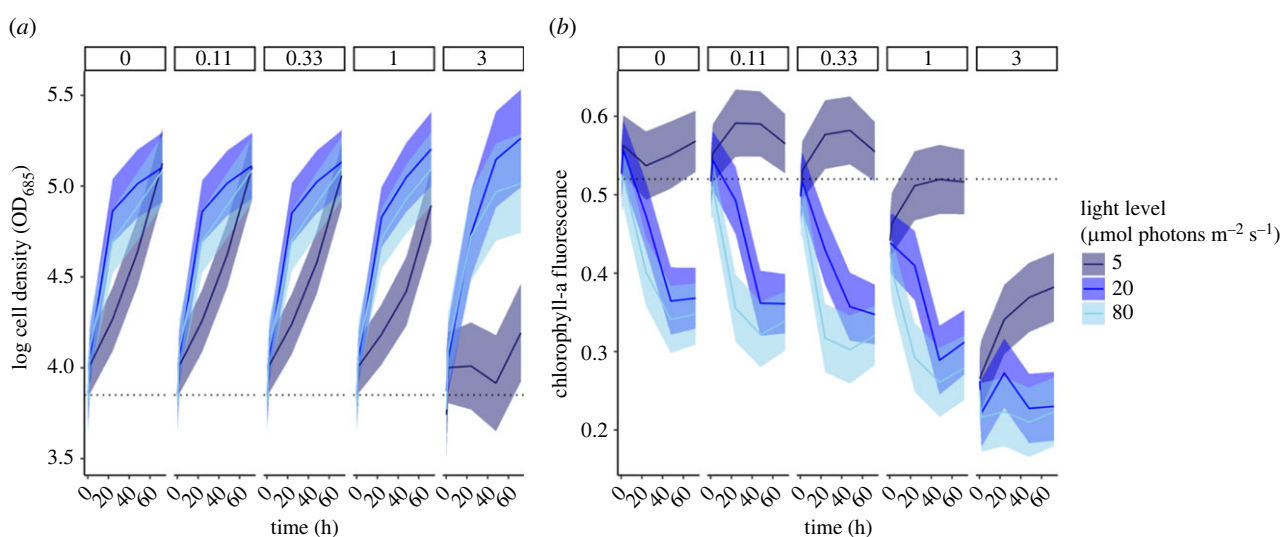 (a)
0 0.11 0.33 1 3
5.5
5.0
4.5
4.0
3.5
log cell density (OD685)
0 20 40 60 0 20 40 60 0 20 40 60 0 20 40 60 0 20 40 60
time (h)
(b)
0 0.11 0.33 1 3
0.6
0.5
0.4
0.3
0.2
chlorophyll-a fluorescence
0 20 40 60 0 20 40 60 0 20 40 60 0 20 40 60 0 20 40 60
time (h)
light level
(µmol photons m–2 s–1)
5
20
80